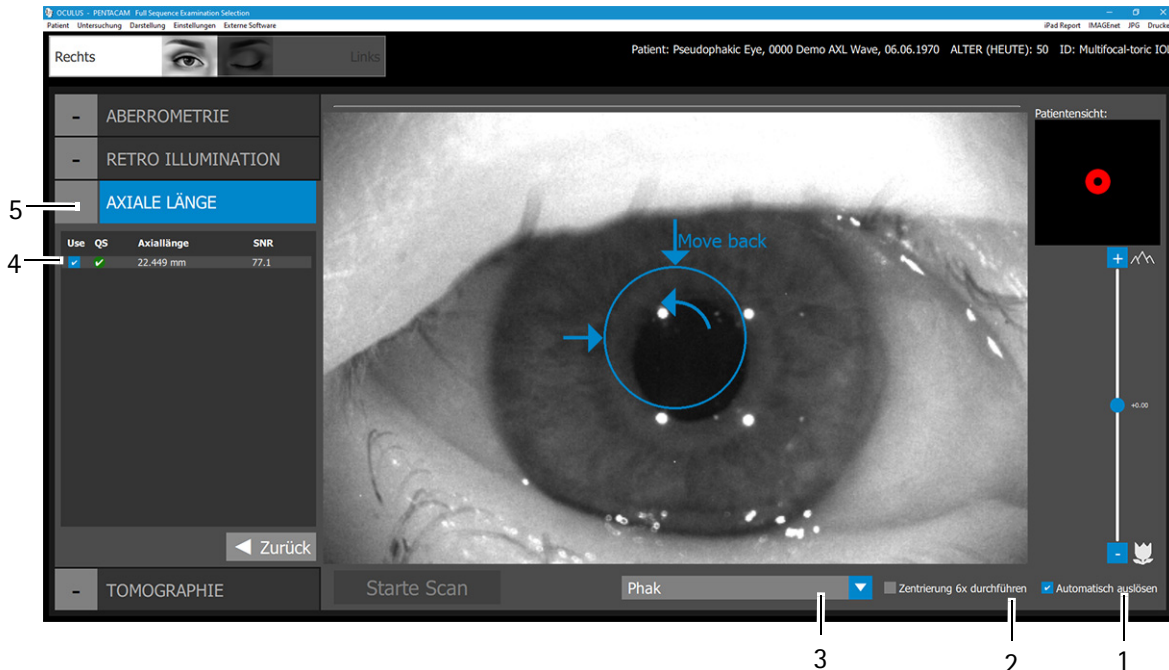 OCULUS - PENTACAM Full Sequence Examination Selection
Patient Untersuchung Darstellung Einstellungen Externe Software iPad Report IMAGEnet JPG Drucke
Rechts
Links
Patient: Pseudophakic Eye, 0000 Demo AXL Wave, 06.06.1970 ALTER (HEUTE): 50 ID: Multifocal-toric IOL
- ABERROMETRIE
- RETRO ILLUMINATION
AXIALE LÄNGE
5
Use QS Axiallänge SNR
4
22.449 mm 77.1
Zurück
- TOMOGRAPHIE
Move back
Patientensicht:
+
+0.00
-
Starte Scan
Phak
Zentrierung 6x durchführen
Automatisch auslösen
3
2
1